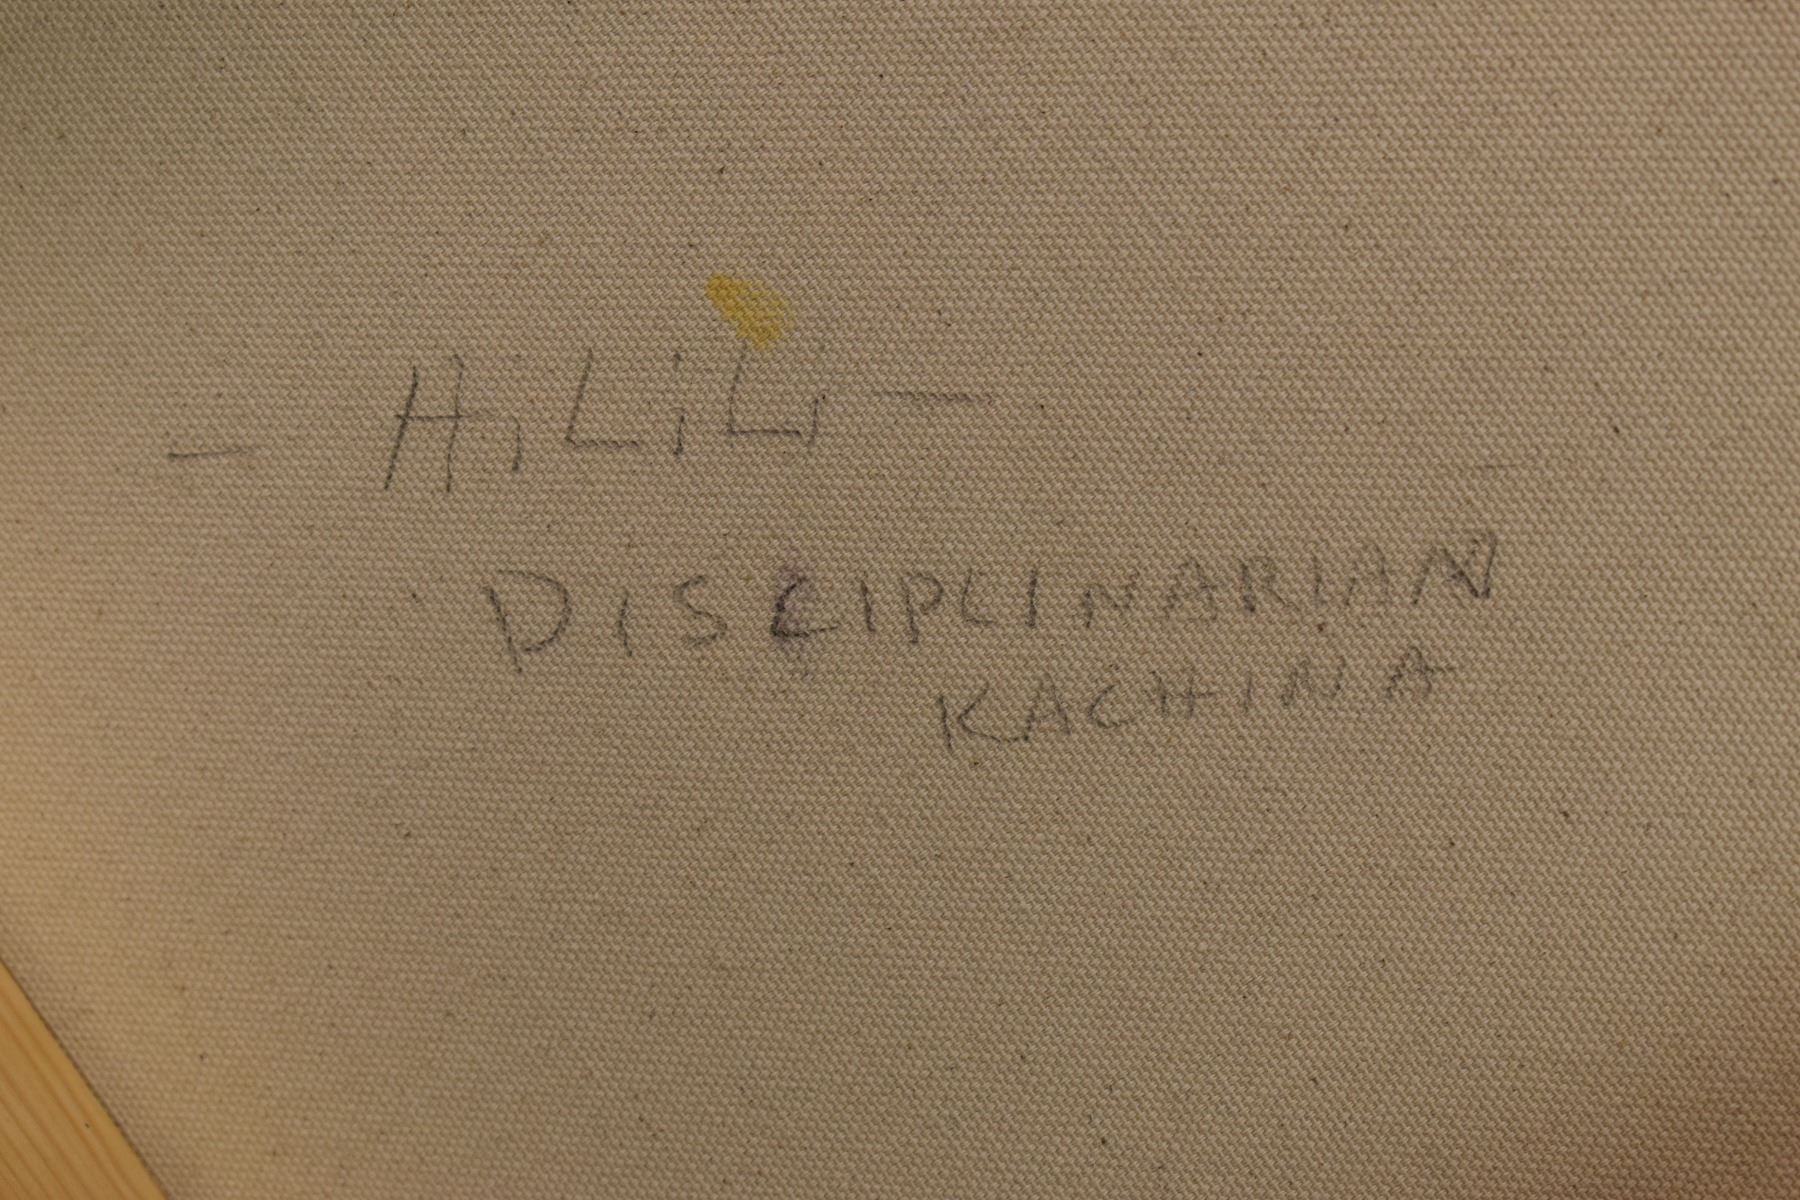 — HiLiLi —
DISCIPLINARIAN
KACHINA